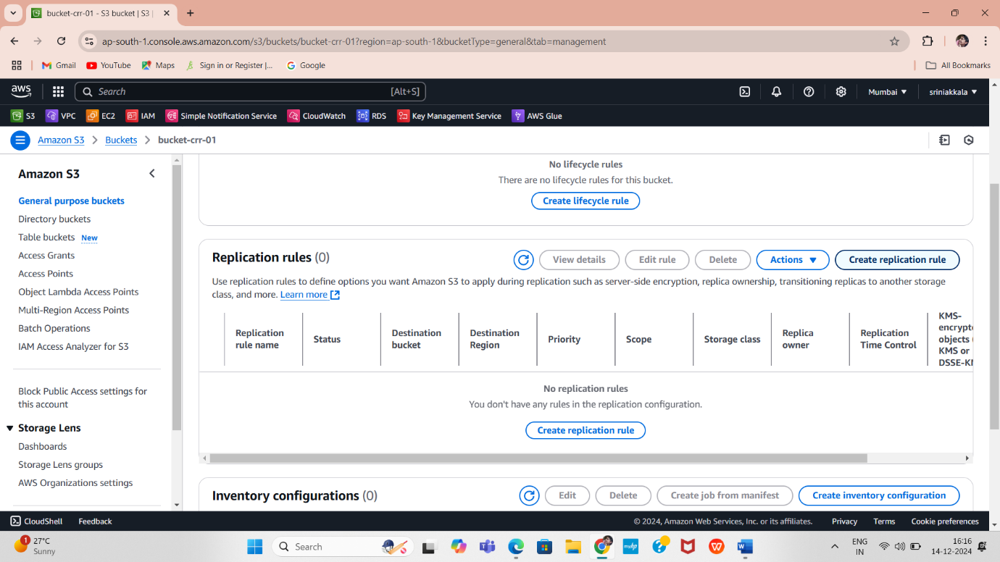 bucket-crr-01 - S3 bucket | S3 |
ap-south-1.console.aws.amazon.com/s3/buckets/bucket-crr-01?region=ap-south-1&bucketType=general&tab=management
Gmail YouTube Maps Sign in or Register |... Google All Bookmarks
aws Search [Alt+S] Mumbai sriniakkala
S3 VPC EC2 IAM Simple Notification Service CloudWatch RDS Key Management Service AWS Glue
Amazon S3 Buckets bucket-crr-01
Amazon S3
General purpose buckets
Directory buckets
Table buckets New
Access Grants
Access Points
Object Lambda Access Points
Multi-Region Access Points
Batch Operations
IAM Access Analyzer for S3
Block Public Access settings for
this account
Storage Lens
Dashboards
Storage Lens groups
AWS Organizations settings
No lifecycle rules
There are no lifecycle rules for this bucket.
Create lifecycle rule
Replication rules (0)
View details Edit rule Delete Actions Create replication rule
Use replication rules to define options you want Amazon S3 to apply during replication such as server-side encryption, replica ownership, transitioning replicas to another storage
class, and more. Learn more
Replication
rule name
Status
Destination
bucket
Destination
Region
Priority
Scope
Storage class
Replica
owner
Replication
Time Control
KMS-
encrypte
objects
KMS or
DSSE-KM
No replication rules
You don't have any rules in the replication configuration.
Create replication rule
Inventory configurations (0)
Edit Delete Create job from manifest Create inventory configuration
CloudShell Feedback © 2024, Amazon Web Services, Inc. or its affiliates. Privacy Terms Cookie preferences
1
27°C
Sunny
Search
ENG
IN
16:16
14-12-2024